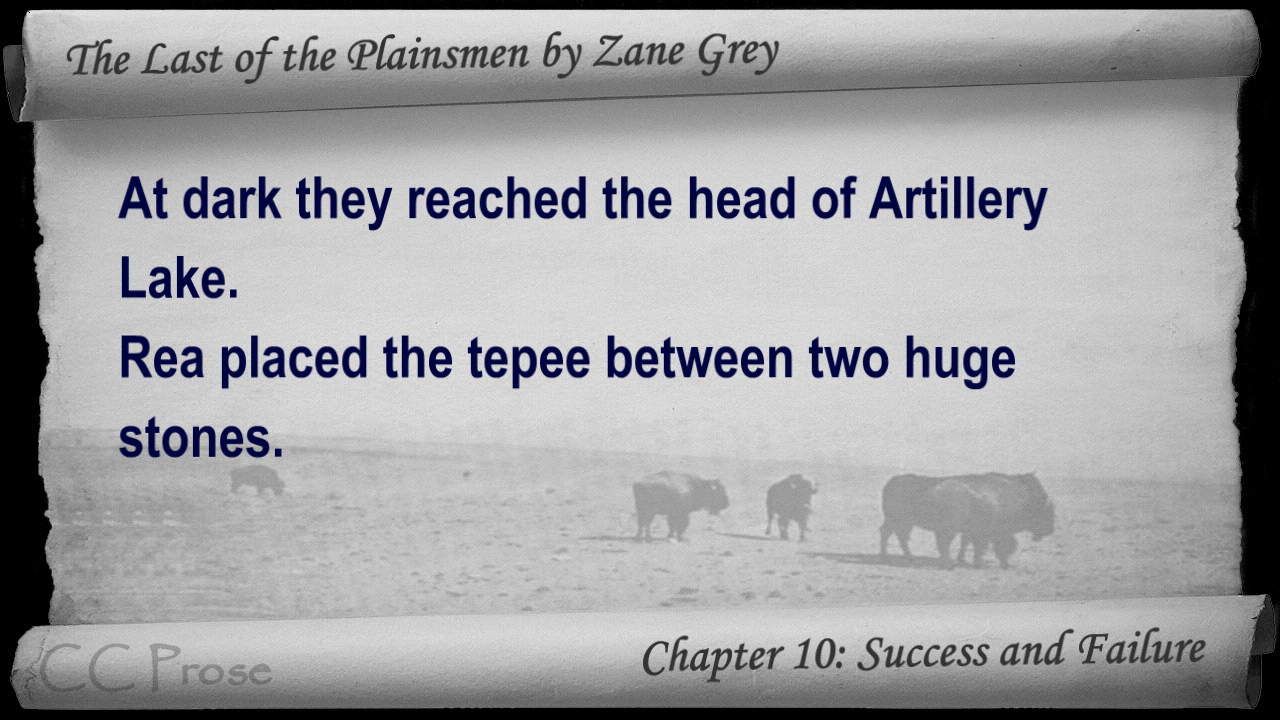 The Last of the Plainsmen by Zane Grey
At dark they reached the head of Artillery
Lake.
Rea placed the tepee between two huge
stones.
CC Prose
Chapter 10: Success and Failure